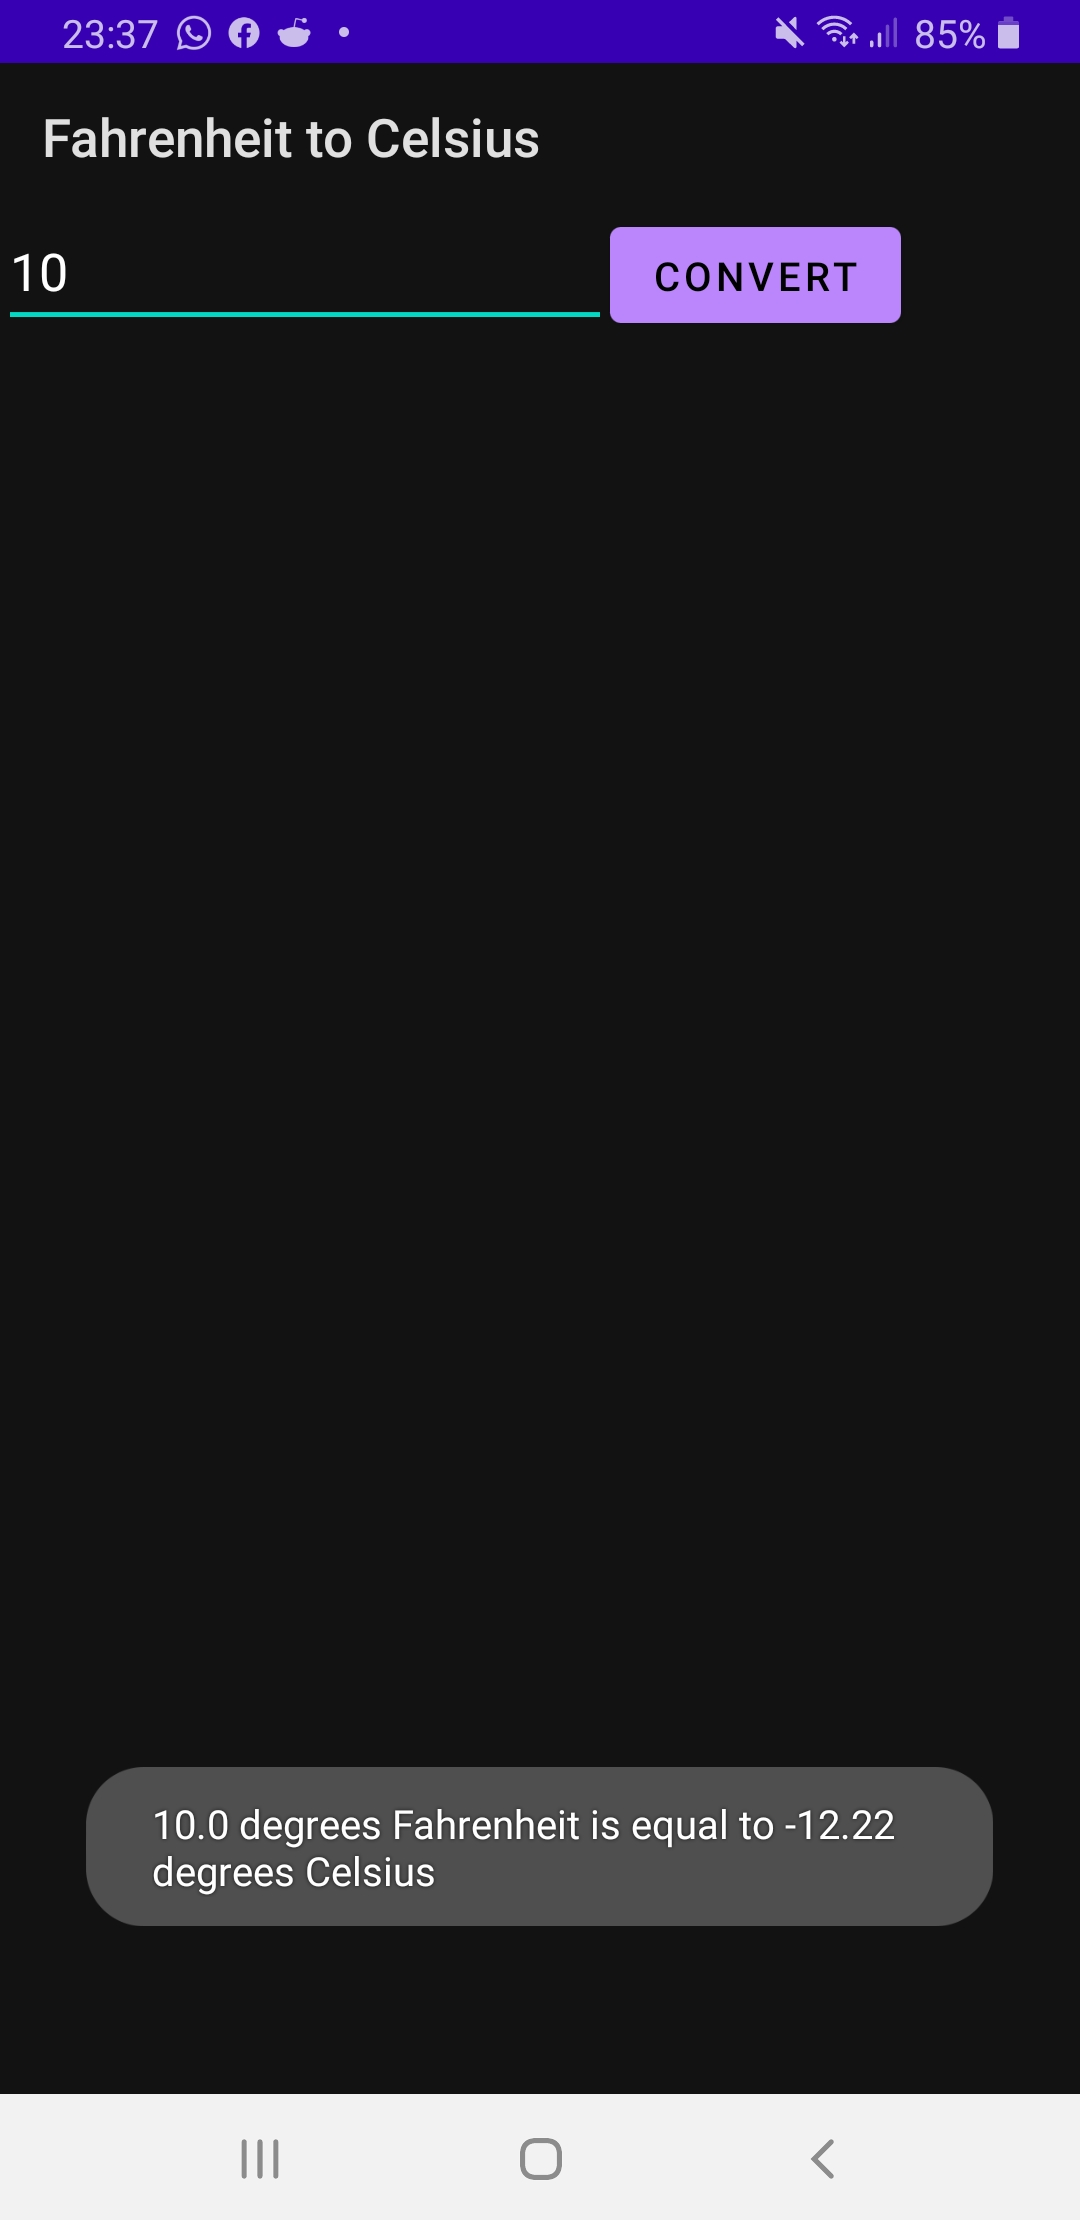 23:37 85%
Fahrenheit to Celsius
10 CONVERT
10.0 degrees Fahrenheit is equal to -12.22
degrees Celsius